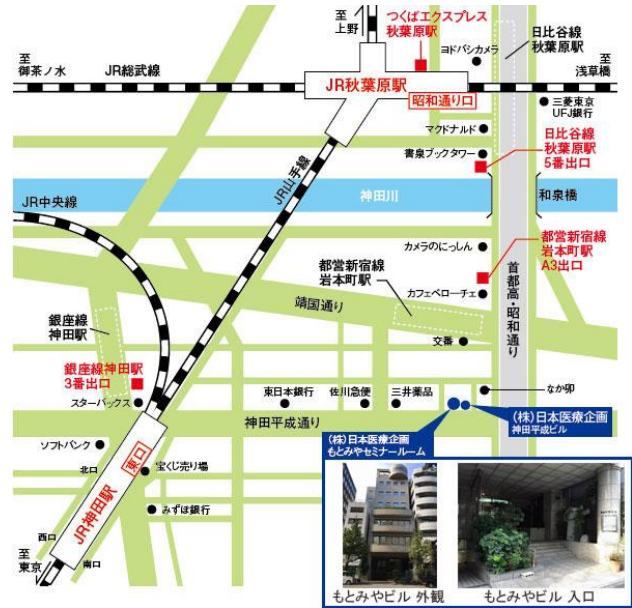 至
上野
つくばエクスプレス
秋葉原駅
ヨドバシカメラ
日比谷線
秋葉原駅
至
御茶ノ水
JR総武線
JR秋葉原駅
昭和通り口
至
浅草橋
三菱東京
UFJ銀行
マクドナルド
書泉ブックタワー
日比谷線
秋葉原駅
5番出口
JR山手線
神田川
和泉橋
JR中央線
カメラのにっしん
都営新宿線
岩本町駅
A3出口
都営新宿線
岩本町駅
カフェベローチェ
首都高・昭和通り
靖国通り
銀座線
神田駅
交番
銀座線神田駅
3番出口
スターバックス
東日本銀行
佐川急便
三井薬品
なか卯
神田平成通り
(株)日本医療企画
神田平成ビル
(株)日本医療企画
もとみやセミナールーム
ソフトバンク
北口
東口
宝くじ売り場
JR神田駅
みずほ銀行
西口
至
東京
南口
もとみやビル 外観
もとみやビル 入口